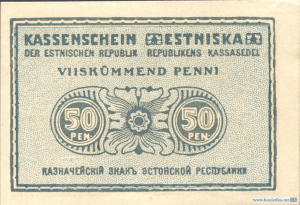 KASSENSCHEIN ESTNISKA
DER ESTNISCHEN REPUBLIK REPUBLIKENS KASSASEDEL
VIISKÜMMEND PENNI
50 PEN. 50 PEN.
КАЗНАЧЕЙСКІЙ ЗНАКЪ ЭСТОНСКОЙ РЕСПУБЛИКИ